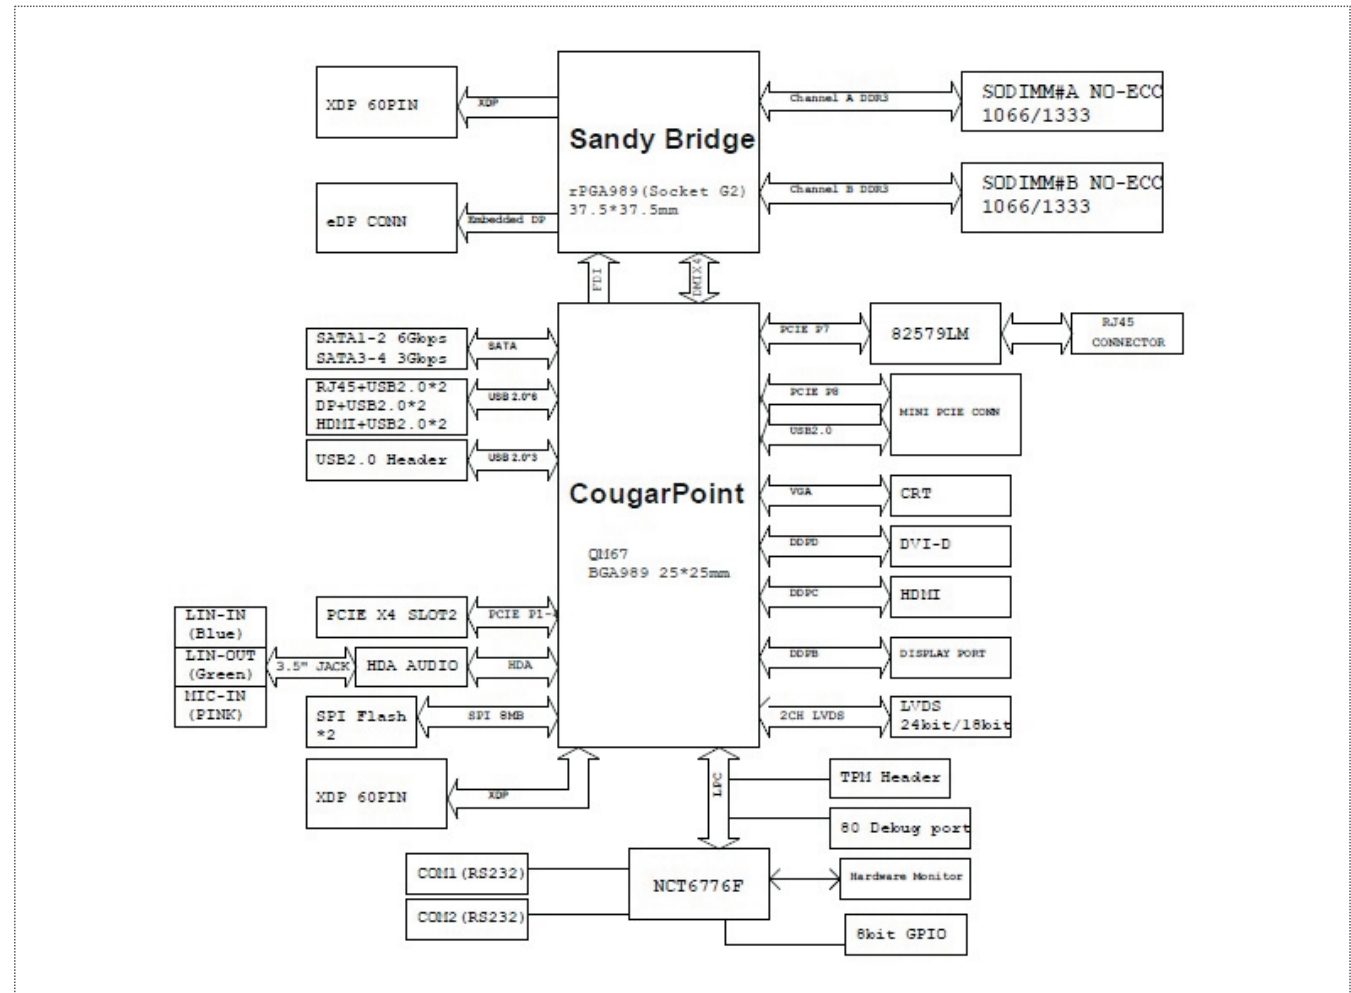 XDP 60PIN
XDP
Sandy Bridge
rPGA989(Socket G2)
37.5*37.5mm
Channel A DDR3
SODIMM#A NO-ECC
1066/1333
Channel B DDR3
SODIMM#B NO-ECC
1066/1333
eDP CONN
Embedded DP
FDI
DMIX4
SATA1-2 6Gbps
SATA3-4 3Gbps
SATA
RJ45+USB2.0*2
DP+USB2.0*2
HDMI+USB2.0*2
USB 2.0*6
USB2.0 Header
USB 2.0*3
CougarPoint
QM67
BGA989 25*25mm
PCIE P7
82579LM
RJ45
CONNECTOR
PCIE P8
USB2.0
MINI PCIE CONN
VGA
CRT
DDPD
DVI-D
DDPC
HDMI
DDPB
DISPLAY PORT
2CH LVDS
LVDS
24bit/18bit
PCIE X4 SLOT2
PCIE P1-
LIN-IN
(Blue)
LIN-OUT
(Green)
MIC-IN
(PINK)
3.5" JACK
HDA AUDIO
HDA
SPI Flash
*2
SPI 8MB
XDP 60PIN
XDP
LPC
TPM Header
80 Debug port
NCT6776F
Hardware Monitor
8bit GPIO
COM1(RS232)
COM2(RS232)